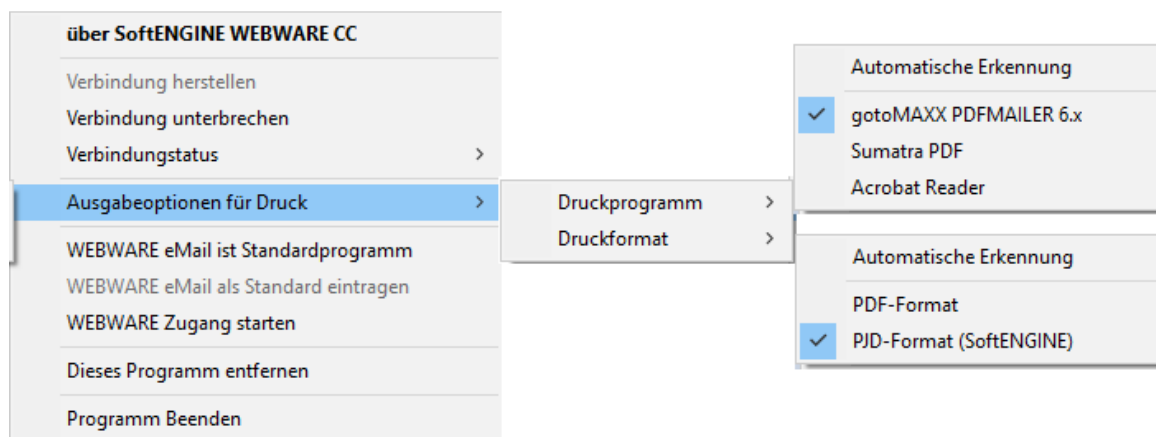 über SoftENGINE WEBWARE CC
Verbindung herstellen
Verbindung unterbrechen
Verbindungstatus
Ausgabeoptionen für Druck
WEBWARE eMail ist Standardprogramm
WEBWARE eMail als Standard eintragen
WEBWARE Zugang starten
Dieses Programm entfernen
Programm Beenden
Druckprogramm
Druckformat
Automatische Erkennung
gotoMAXX PDFMAILER 6.x
Sumatra PDF
Acrobat Reader
Automatische Erkennung
PDF-Format
PJD-Format (SoftENGINE)